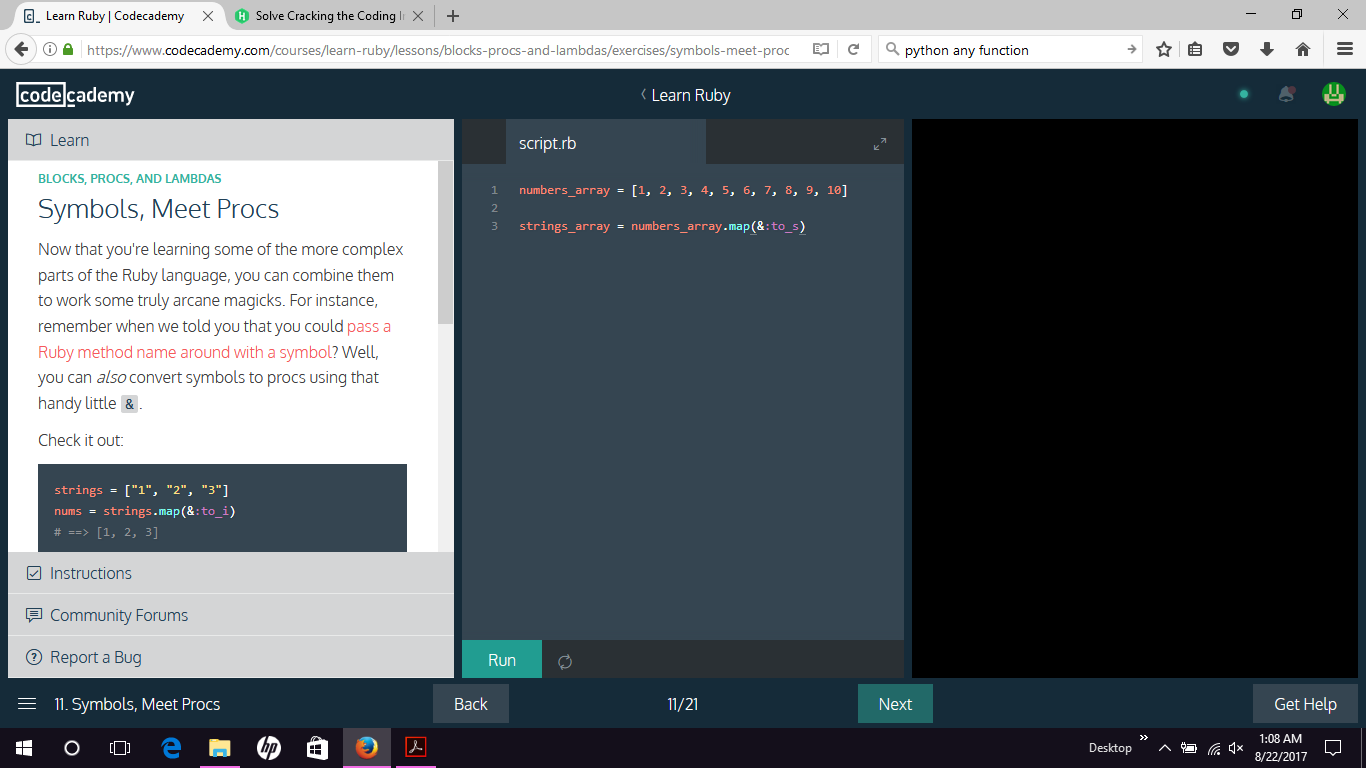 Learn Ruby | Codecademy
Solve Cracking the Coding I
https://www.codecademy.com/courses/learn-ruby/lessons/blocks-procs-and-lambdas/exercises/symbols-meet-proc
python any function
codecademy
Learn Ruby
Learn
BLOCKS, PROCS, AND LAMBDAS
Symbols, Meet Procs
Now that you're learning some of the more complex
parts of the Ruby language, you can combine them
to work some truly arcane magicks. For instance,
remember when we told you that you could pass a
Ruby method name around with a symbol? Well,
you can also convert symbols to procs using that
handy little &.
Check it out:
strings = ["1", "2", "3"]
nums = strings.map(&:to_i)
# ==> [1, 2, 3]
Instructions
Community Forums
Report a Bug
script.rb
1 numbers_array = [1, 2, 3, 4, 5, 6, 7, 8, 9, 10]
2
3 strings_array = numbers_array.map(&:to_s)
Run
11. Symbols, Meet Procs
Back
11/21
Next
Get Help
Desktop
1:08 AM
8/22/2017